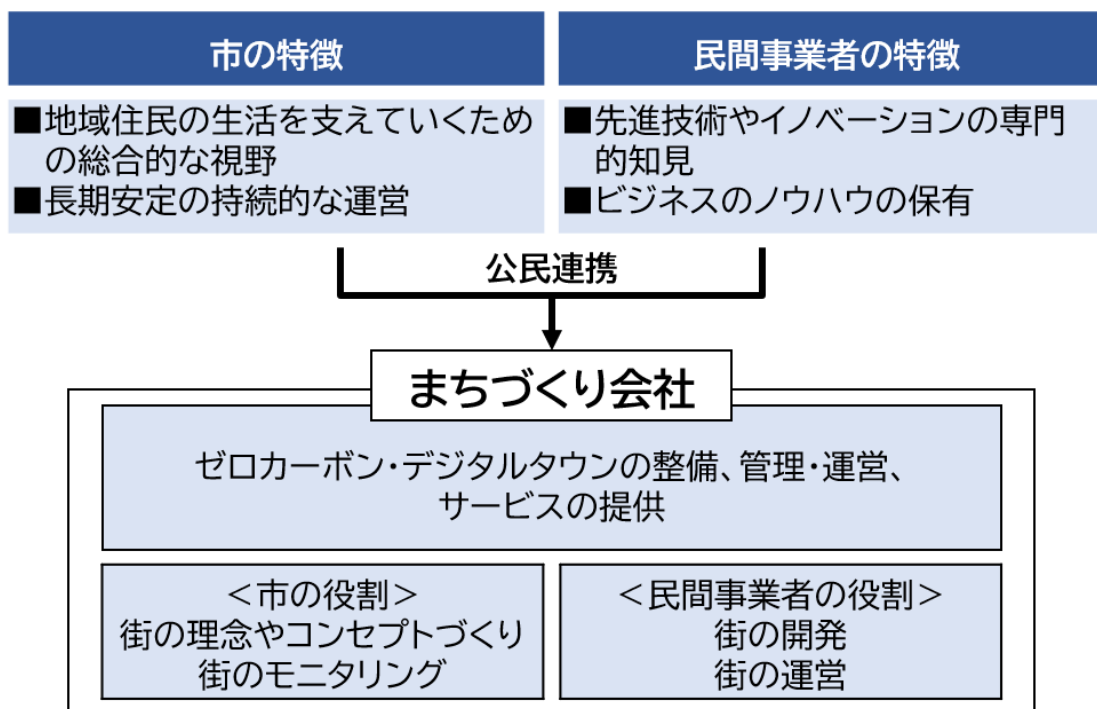 市の特徴
■地域住民の生活を支えていくため
の総合的な視野
■長期安定の持続的な運営
民間事業者の特徴
■先進技術やイノベーションの専門
的知見
■ビジネスのノウハウの保有
公民連携
まちづくり会社
ゼロカーボン・デジタルタウンの整備、管理・運営、
サービスの提供
＜市の役割＞
街の理念やコンセプトづくり
街のモニタリング
＜民間事業者の役割＞
街の開発
街の運営